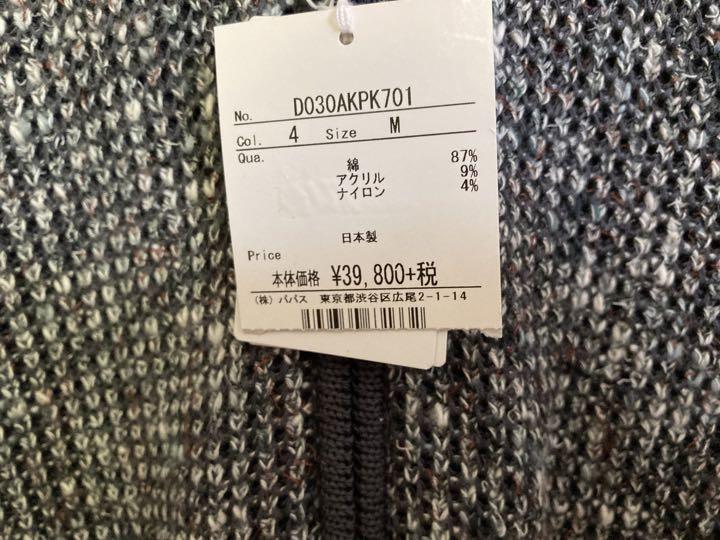 No. D030AKPK701
Col. 4 Size M
Qua. 綿 87%
アクリル 9%
ナイロン 4%
日本製
Price
本体価格 ¥39,800+税
(株) パパス 東京都渋谷区広尾2-1-14